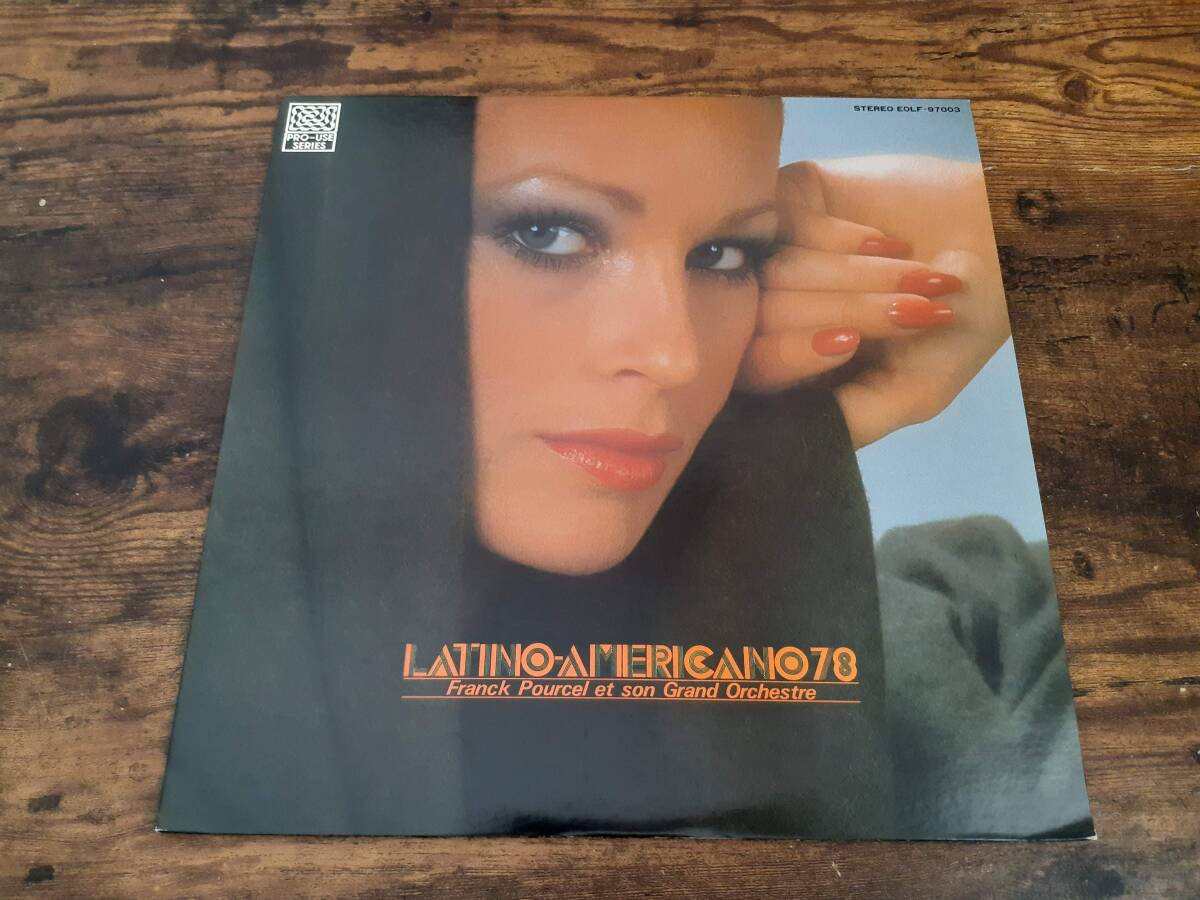 PRO-USE
SERIES
STEREO EOLF-97003
LATINO-AMERICANO 78
Franck Pourcel et son Grand Orchestre